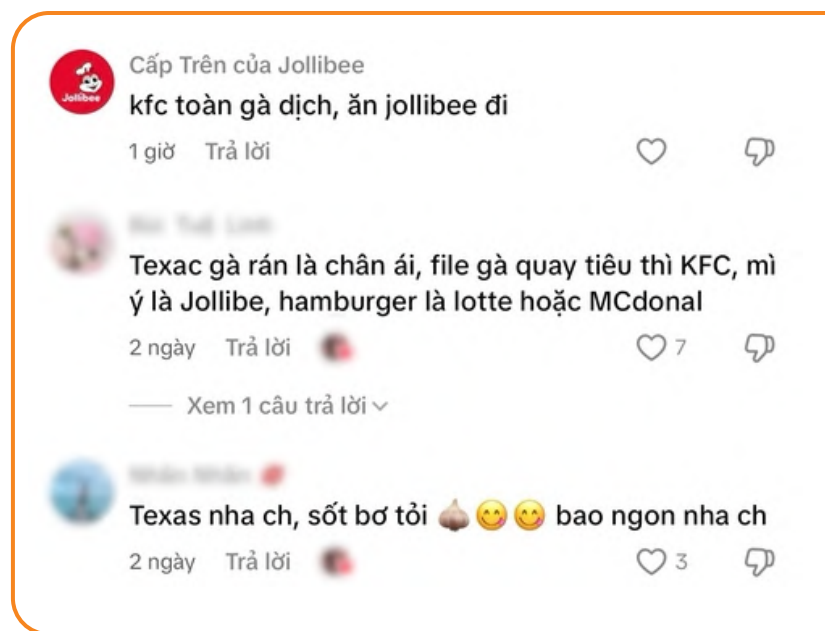 Jollibee
Cấp Trên của Jollibee
kfc toàn gà dịch, ăn jollibee đi
1 giờ Trả lời
Texac gà rán là chân ái, file gà quay tiêu thì KFC, mì
ý là Jollibe, hamburger là lotte hoặc MCdonal
2 ngày Trả lời 7
Xem 1 câu trả lời
Texas nha ch, sốt bơ tỏi 🧄😋😋 bao ngon nha ch
2 ngày Trả lời 3